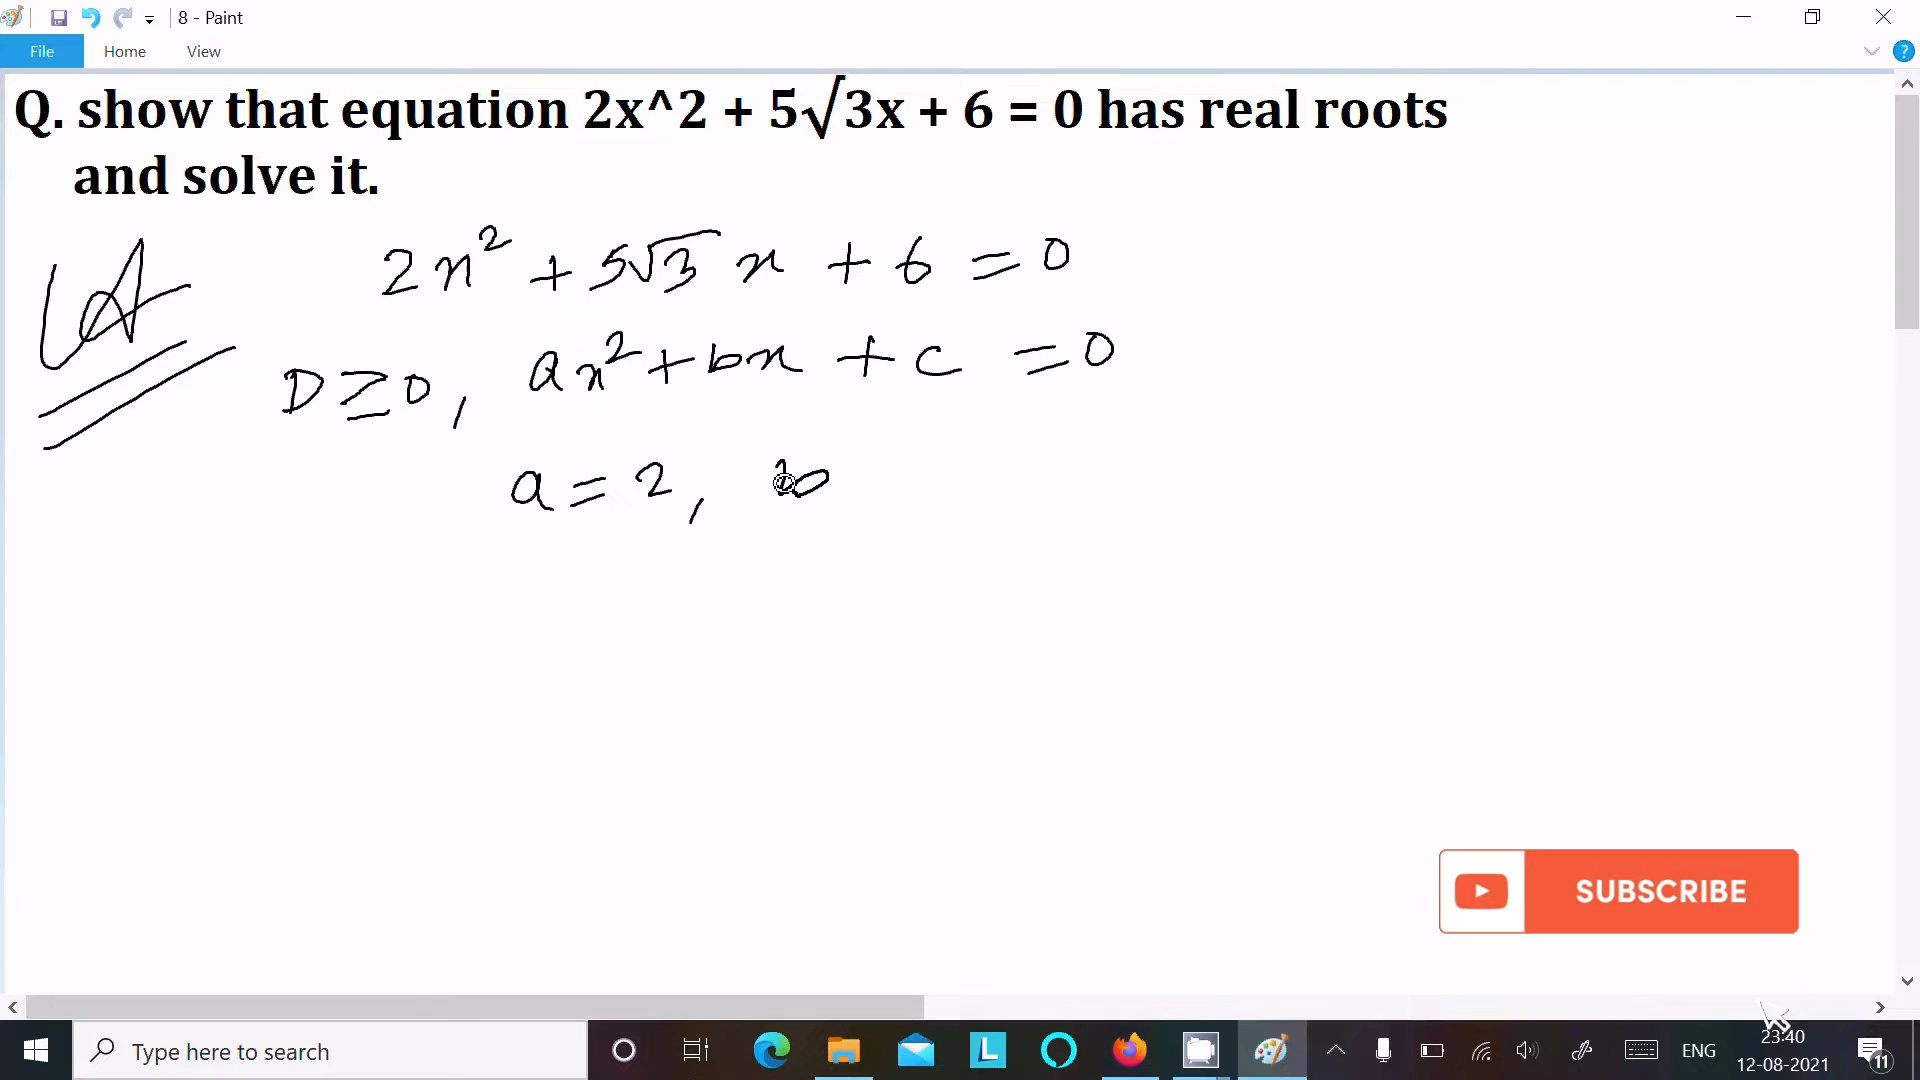 8 - Paint
File Home View
Q. show that equation 2x^2 + 5√3x + 6 = 0 has real roots
and solve it.
2x² + 5√3 x + 6 = 0
D ≥ 0, ax² + bx + c = 0
a = 2, b
SUBSCRIBE
Type here to search
ENG
23:40
12-08-2021
11